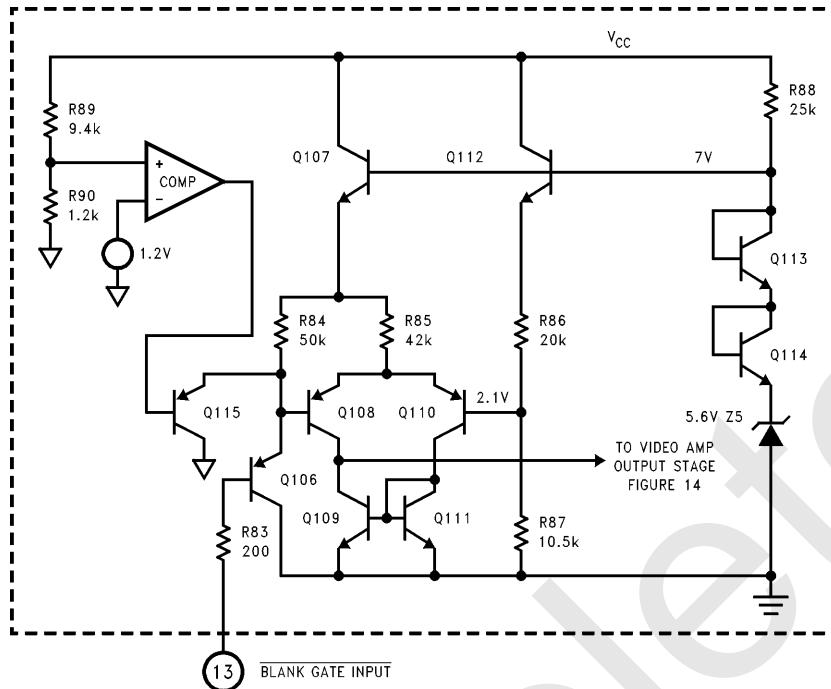 V_CC
R89
9.4k
R88
25k
Q107
Q112
7V
+
COMP
−
R90
1.2k
1.2V
Q113
R84
50k
R85
42k
R86
20k
Q114
Q115
Q108
Q110
2.1V
5.6V Z5
TO VIDEO AMP
OUTPUT STAGE
FIGURE 14
Q106
Q109
Q111
R83
200
R87
10.5k
13
BLANK GATE INPUT